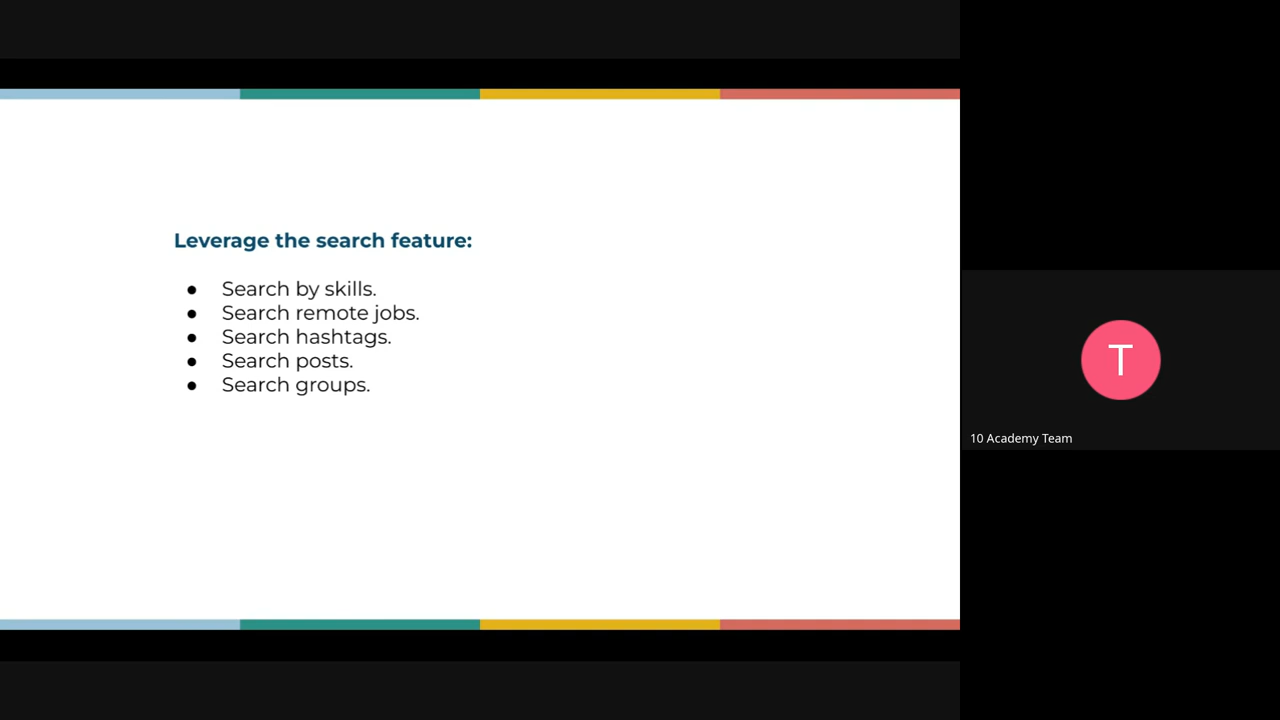 Leverage the search feature:
● Search by skills.
● Search remote jobs.
● Search hashtags.
● Search posts.
● Search groups.
T
10 Academy Team